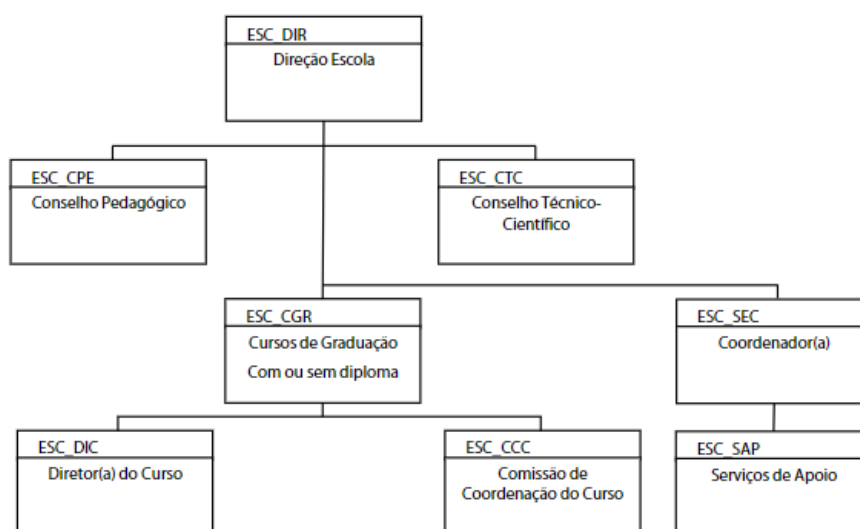 ESC_DIR
Direção Escola
ESC_CPE
Conselho Pedagógico
ESC_CTC
Conselho Técnico-
Científico
ESC_CGR
Cursos de Graduação
Com ou sem diploma
ESC_SEC
Coordenador(a)
ESC_DIC
Diretor(a) do Curso
ESC_CCC
Comissão de
Coordenação do Curso
ESC_SAP
Serviços de Apoio